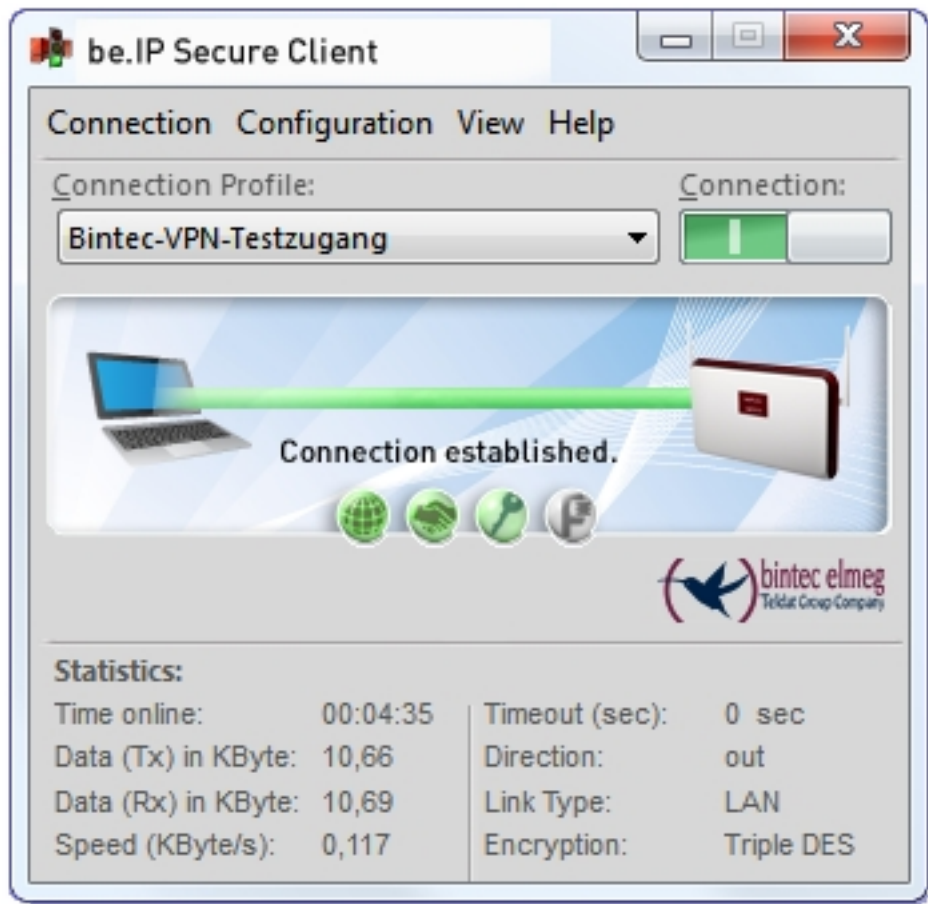 be.IP Secure Client
Connection Configuration View Help
Connection Profile: Connection:
Bintec-VPN-Testzugang
Connection established.
bintec elmeg
Teldat Group Company
Statistics:
Time online: 00:04:35 Timeout (sec): 0 sec
Data (Tx) in KByte: 10,66 Direction: out
Data (Rx) in KByte: 10,69 Link Type: LAN
Speed (KByte/s): 0,117 Encryption: Triple DES